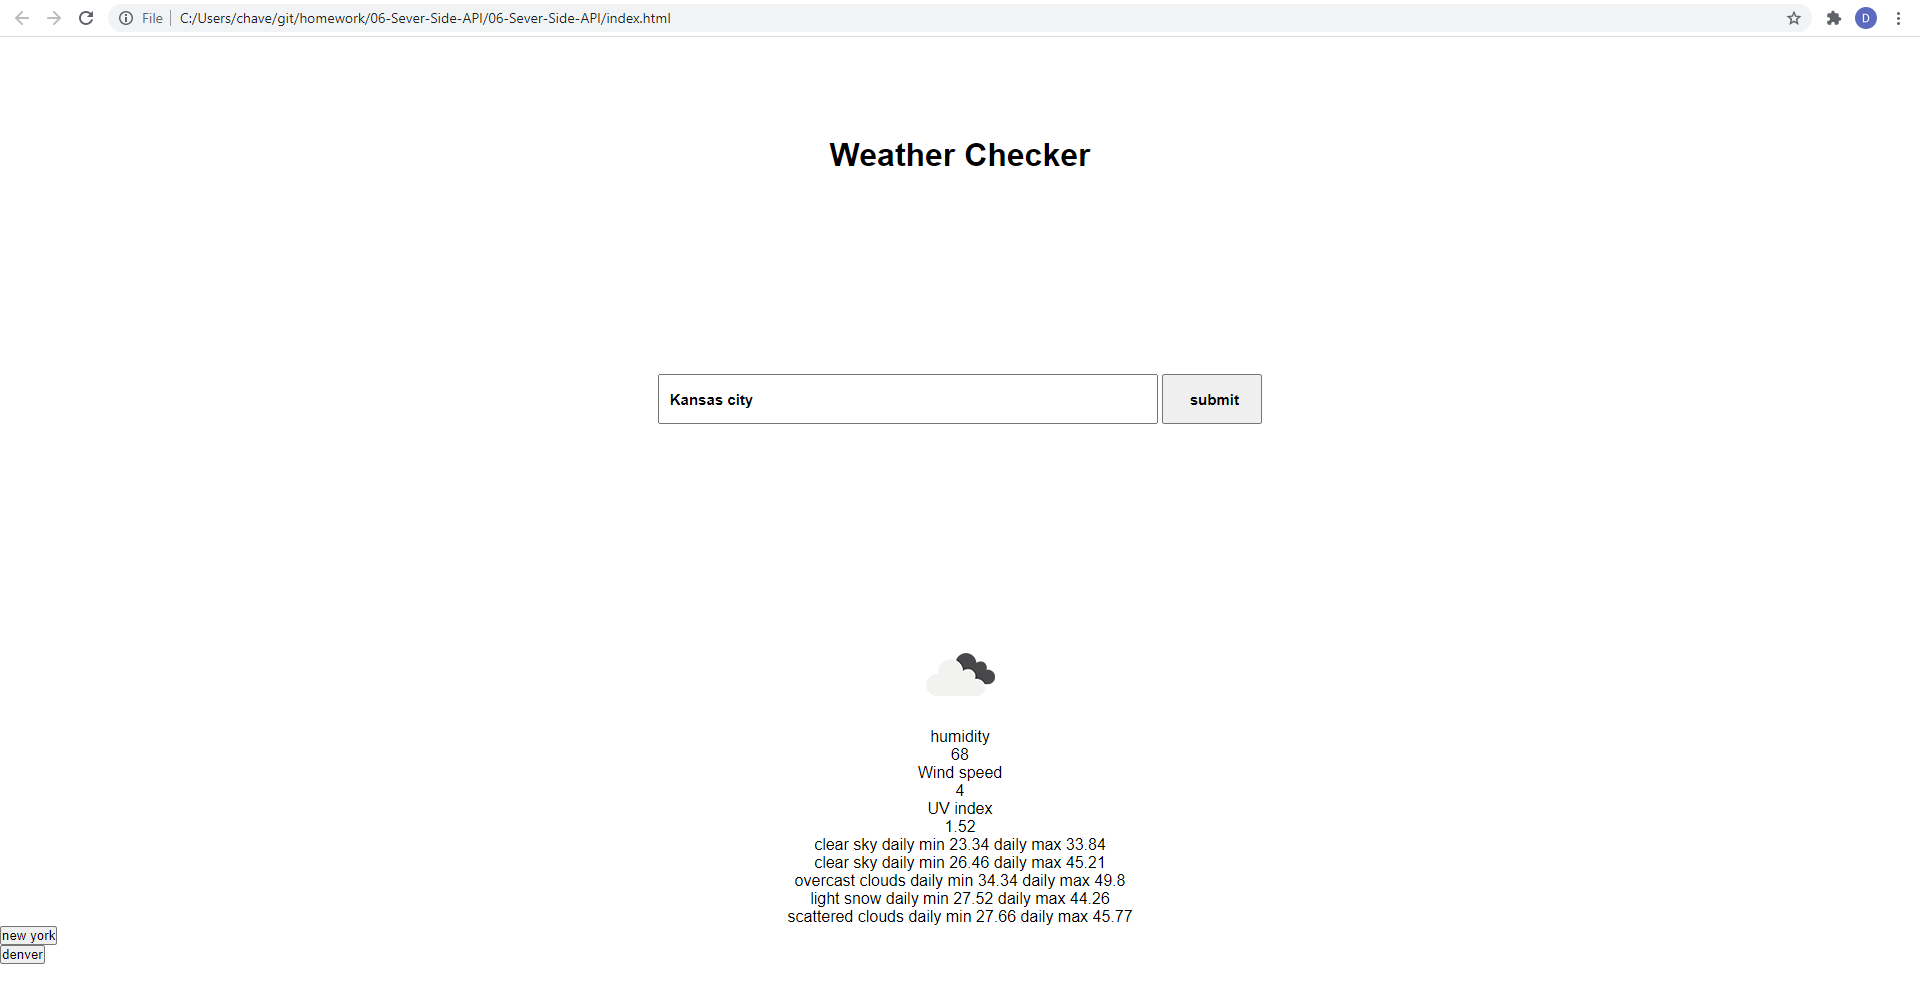 File C:/Users/chave/git/homework/06-Sever-Side-API/06-Sever-Side-API/index.html
D
Weather Checker
Kansas city submit
humidity
68
Wind speed
4
UV index
1.52
clear sky daily min 23.34 daily max 33.84
clear sky daily min 26.46 daily max 45.21
overcast clouds daily min 34.34 daily max 49.8
light snow daily min 27.52 daily max 44.26
scattered clouds daily min 27.66 daily max 45.77
new york
denver